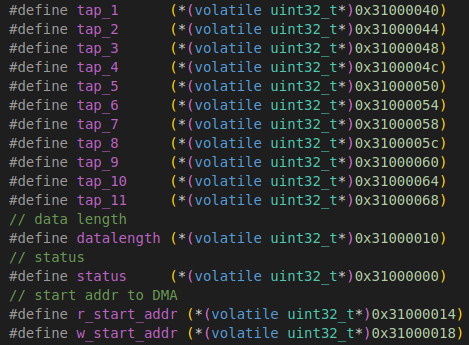 #define tap_1 (*(volatile uint32_t*)0x31000040)
#define tap_2 (*(volatile uint32_t*)0x31000044)
#define tap_3 (*(volatile uint32_t*)0x31000048)
#define tap_4 (*(volatile uint32_t*)0x3100004c)
#define tap_5 (*(volatile uint32_t*)0x31000050)
#define tap_6 (*(volatile uint32_t*)0x31000054)
#define tap_7 (*(volatile uint32_t*)0x31000058)
#define tap_8 (*(volatile uint32_t*)0x3100005c)
#define tap_9 (*(volatile uint32_t*)0x31000060)
#define tap_10 (*(volatile uint32_t*)0x31000064)
#define tap_11 (*(volatile uint32_t*)0x31000068)
// data length
#define datalength (*(volatile uint32_t*)0x31000010)
// status
#define status (*(volatile uint32_t*)0x31000000)
// start addr to DMA
#define r_start_addr (*(volatile uint32_t*)0x31000014)
#define w_start_addr (*(volatile uint32_t*)0x31000018)